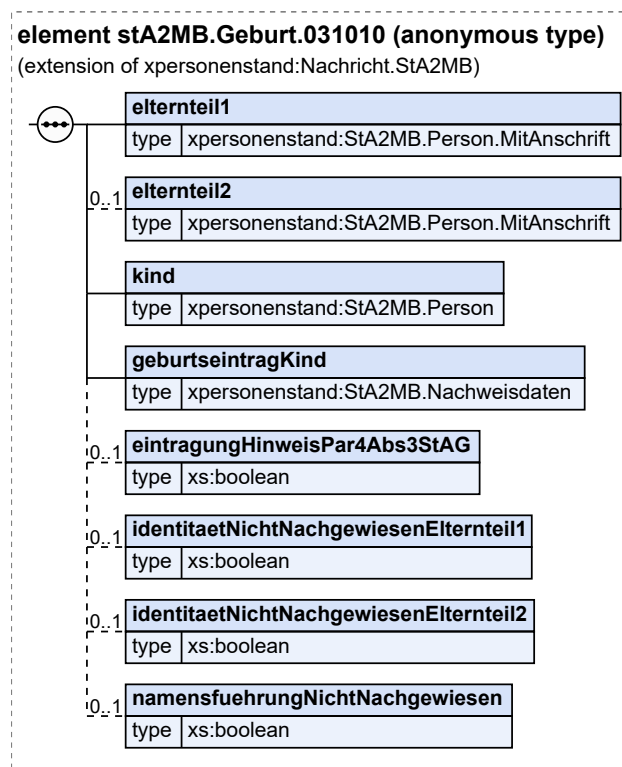 element stA2MB.Geburt.031010 (anonymous type)
(extension of xpersonenstand:Nachricht.StA2MB)
elternteil1
type xpersonenstand:StA2MB.Person.MitAnschrift
0..1 elternteil2
type xpersonenstand:StA2MB.Person.MitAnschrift
kind
type xpersonenstand:StA2MB.Person
geburtseintragKind
type xpersonenstand:StA2MB.Nachweisdaten
0..1 eintragungHinweisPar4Abs3StAG
type xs:boolean
0..1 identitaetNichtNachgewiesenElternteil1
type xs:boolean
0..1 identitaetNichtNachgewiesenElternteil2
type xs:boolean
0..1 namensfuehrungNichtNachgewiesen
type xs:boolean